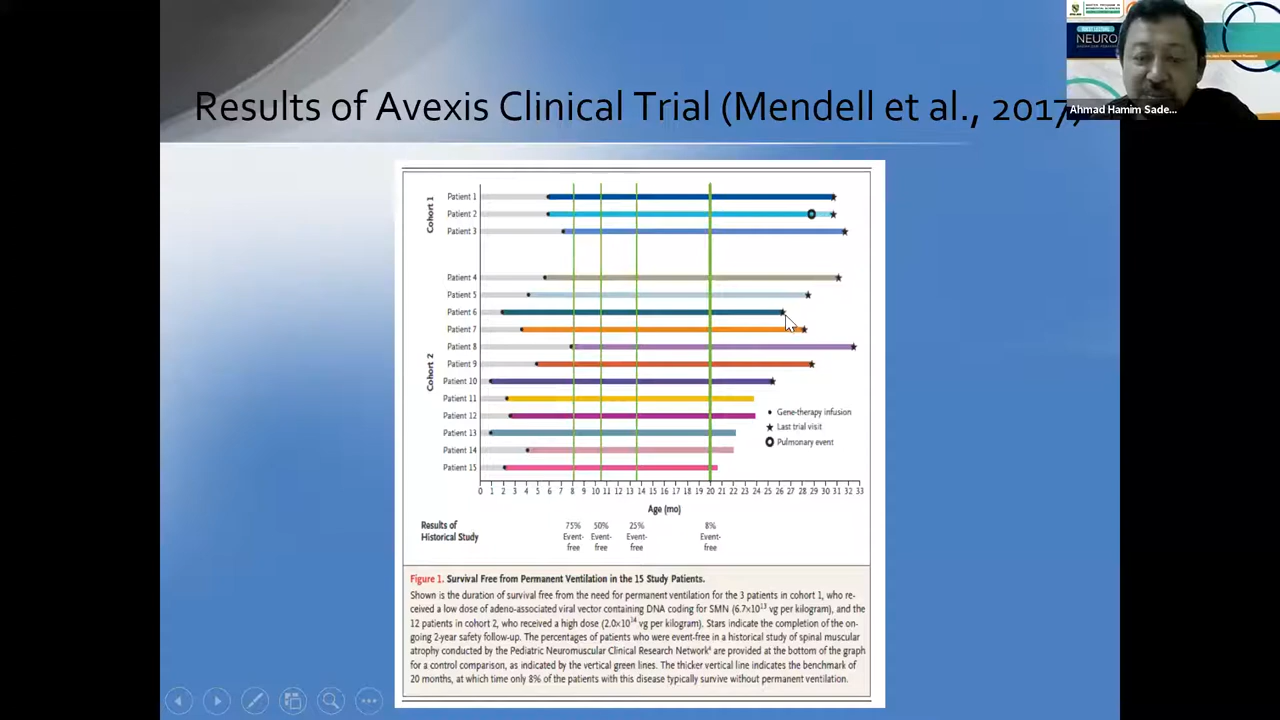 NEURO
Ahmad Hamim Sade...
Results of Avexis Clinical Trial (Mendell et al., 2017)
Cohort 1
Patient 1
Patient 2
Patient 3
Cohort 2
Patient 4
Patient 5
Patient 6
Patient 7
Patient 8
Patient 9
Patient 10
Patient 11
Patient 12
Patient 13
Patient 14
Patient 15
Gene-therapy infusion
Last trial visit
Pulmonary event
0 1 2 3 4 5 6 7 8 9 10 11 12 13 14 15 16 17 18 19 20 21 22 23 24 25 26 27 28 29 30 31 32 33
Age (mo)
Results of
Historical Study
75%
Event-
free
50%
Event-
free
25%
Event-
free
8%
Event-
free
Figure 1. Survival Free from Permanent Ventilation in the 15 Study Patients.
Shown is the duration of survival free from the need for permanent ventilation for the 3 patients in cohort 1, who re-
ceived a low dose of adeno-associated viral vector containing DNA coding for SMN (6.7×10¹³ vg per kilogram), and the
12 patients in cohort 2, who received a high dose (2.0×10¹⁴ vg per kilogram). Stars indicate the completion of the on-
going 2-year safety follow-up. The percentages of patients who were event-free in a historical study of spinal muscular
atrophy conducted by the Pediatric Neuromuscular Clinical Research Network⁴ are provided at the bottom of the graph
for a control comparison, as indicated by the vertical green lines. The thicker vertical line indicates the benchmark of
20 months, at which time only 8% of the patients with this disease typically survive without permanent ventilation.